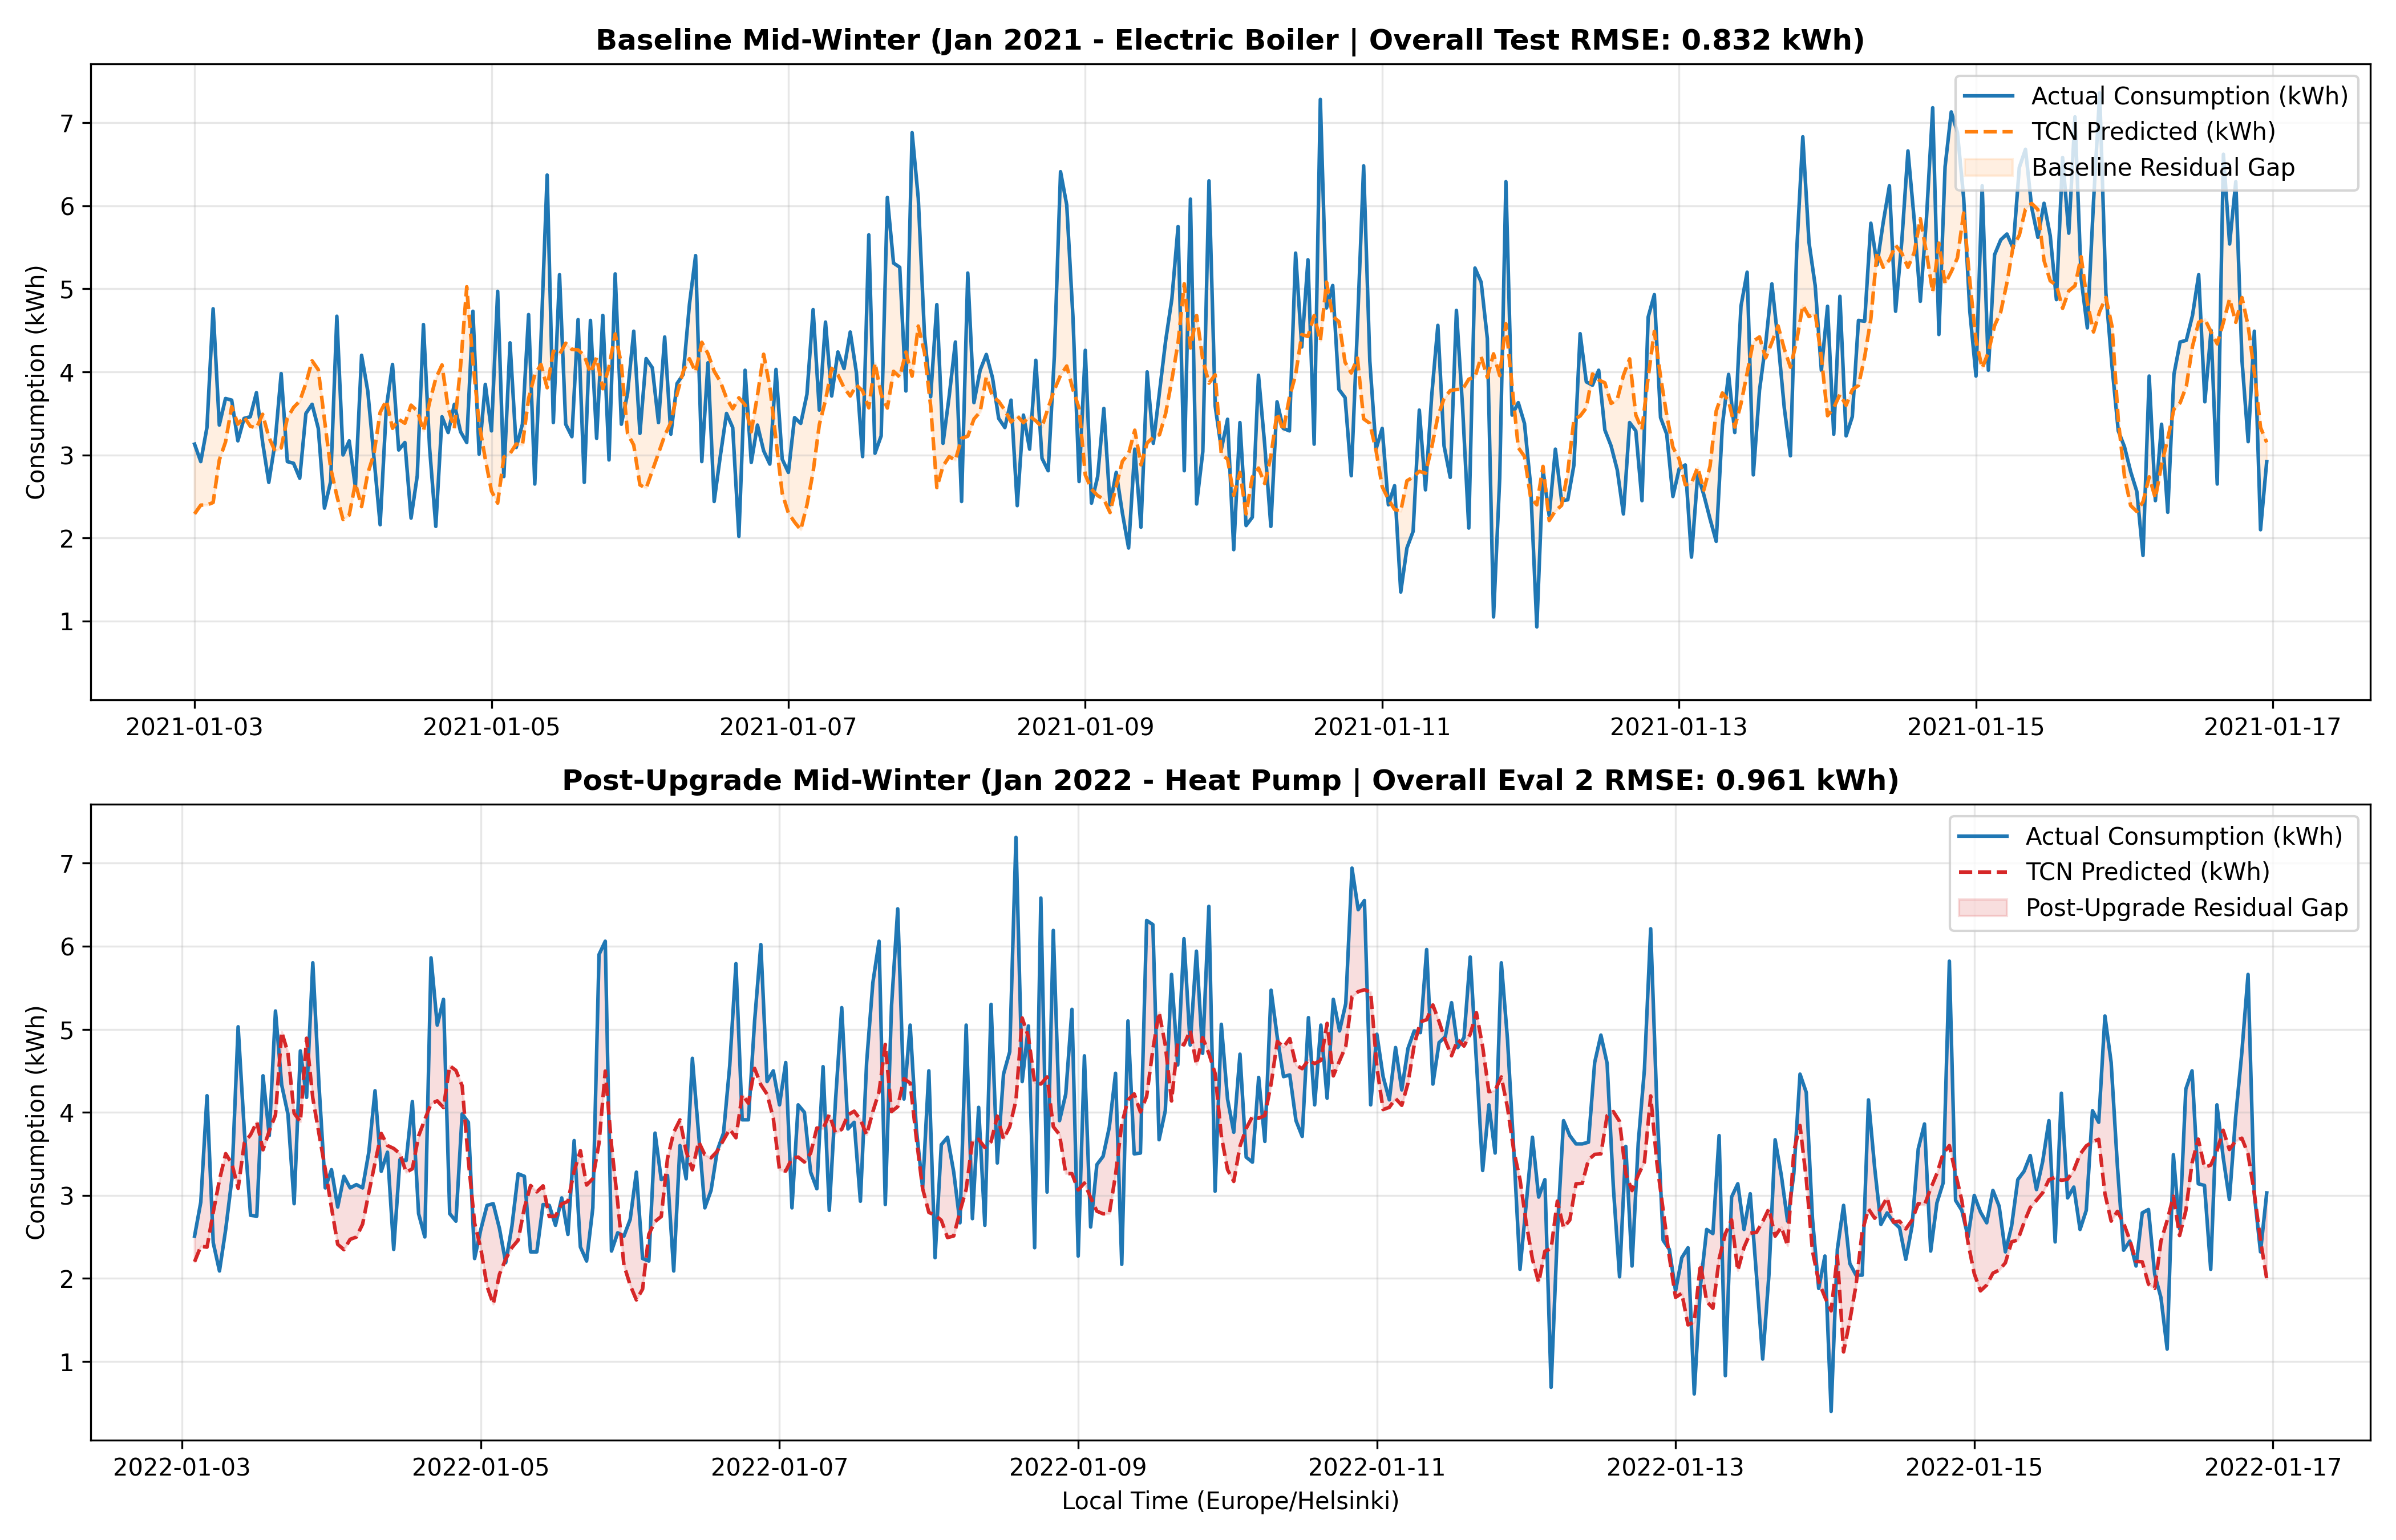 Baseline Mid-Winter (Jan 2021 - Electric Boiler | Overall Test RMSE: 0.832 kWh)
Actual Consumption (kWh)
TCN Predicted (kWh)
Baseline Residual Gap
Consumption (kWh)
7
6
5
4
3
2
1
2021-01-03 2021-01-05 2021-01-07 2021-01-09 2021-01-11 2021-01-13 2021-01-15 2021-01-17
Post-Upgrade Mid-Winter (Jan 2022 - Heat Pump | Overall Eval 2 RMSE: 0.961 kWh)
Actual Consumption (kWh)
TCN Predicted (kWh)
Post-Upgrade Residual Gap
Consumption (kWh)
7
6
5
4
3
2
1
2022-01-03 2022-01-05 2022-01-07 2022-01-09 2022-01-11 2022-01-13 2022-01-15 2022-01-17
Local Time (Europe/Helsinki)